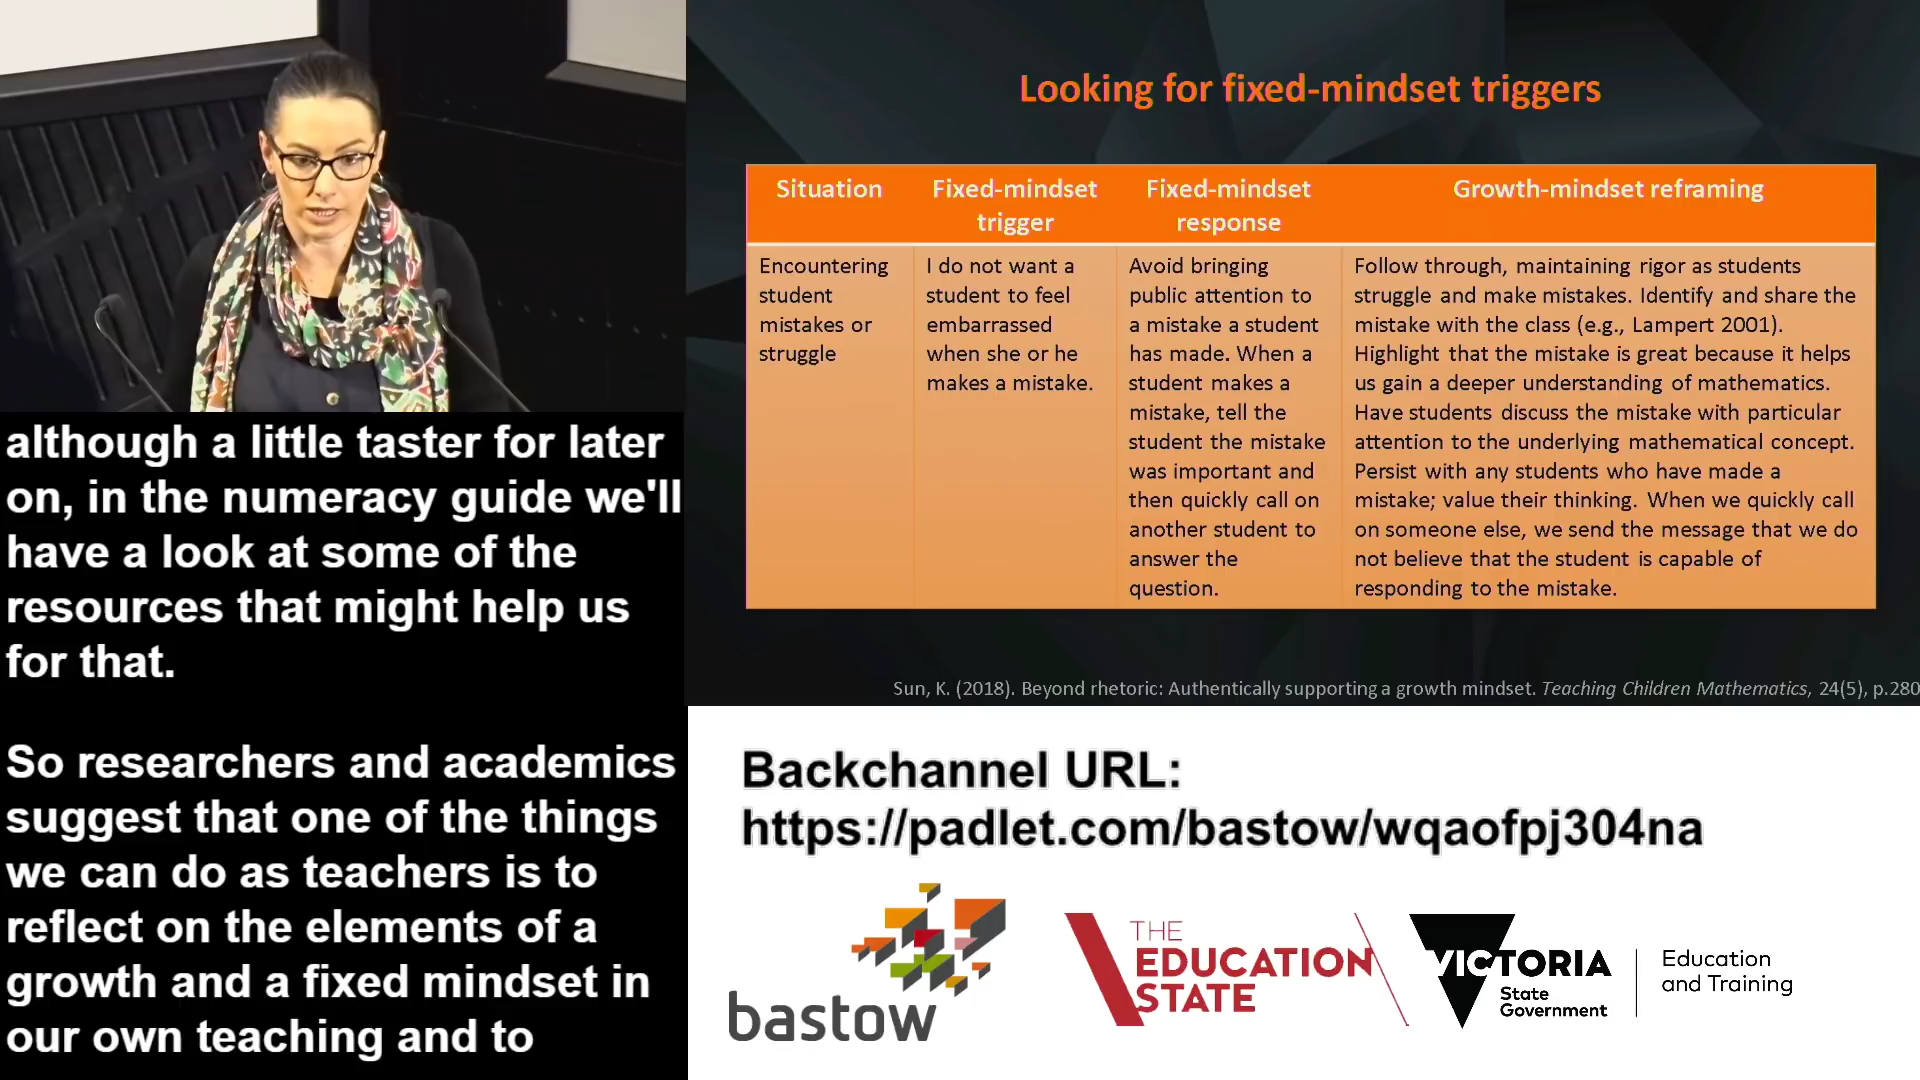 although a little taster for later
on, in the numeracy guide we'll
have a look at some of the
resources that might help us
for that.
So researchers and academics
suggest that one of the things
we can do as teachers is to
reflect on the elements of a
growth and a fixed mindset in
our own teaching and to
Looking for fixed-mindset triggers
Situation
Fixed-mindset
trigger
Fixed-mindset
response
Growth-mindset reframing
Encountering
student
mistakes or
struggle
I do not want a
student to feel
embarrassed
when she or he
makes a mistake.
Avoid bringing
public attention to
a mistake a student
has made. When a
student makes a
mistake, tell the
student the mistake
was important and
then quickly call on
another student to
answer the
question.
Follow through, maintaining rigor as students
struggle and make mistakes. Identify and share the
mistake with the class (e.g., Lampert 2001).
Highlight that the mistake is great because it helps
us gain a deeper understanding of mathematics.
Have students discuss the mistake with particular
attention to the underlying mathematical concept.
Persist with any students who have made a
mistake; value their thinking. When we quickly call
on someone else, we send the message that we do
not believe that the student is capable of
responding to the mistake.
Sun, K. (2018). Beyond rhetoric: Authentically supporting a growth mindset. Teaching Children Mathematics, 24(5), p.280
Backchannel URL:
https://padlet.com/bastow/wqaofpj304na
bastow
THE
EDUCATION
STATE
VICTORIA
State
Government
Education
and Training